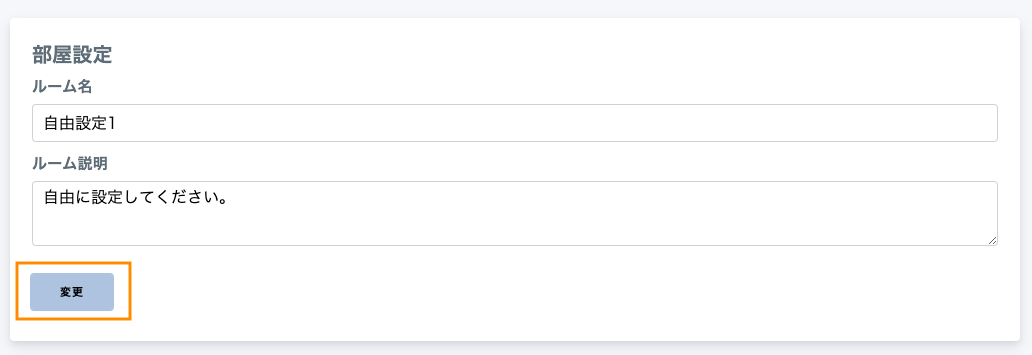 部屋設定
ルーム名
自由設定1
ルーム説明
自由に設定してください。
変更